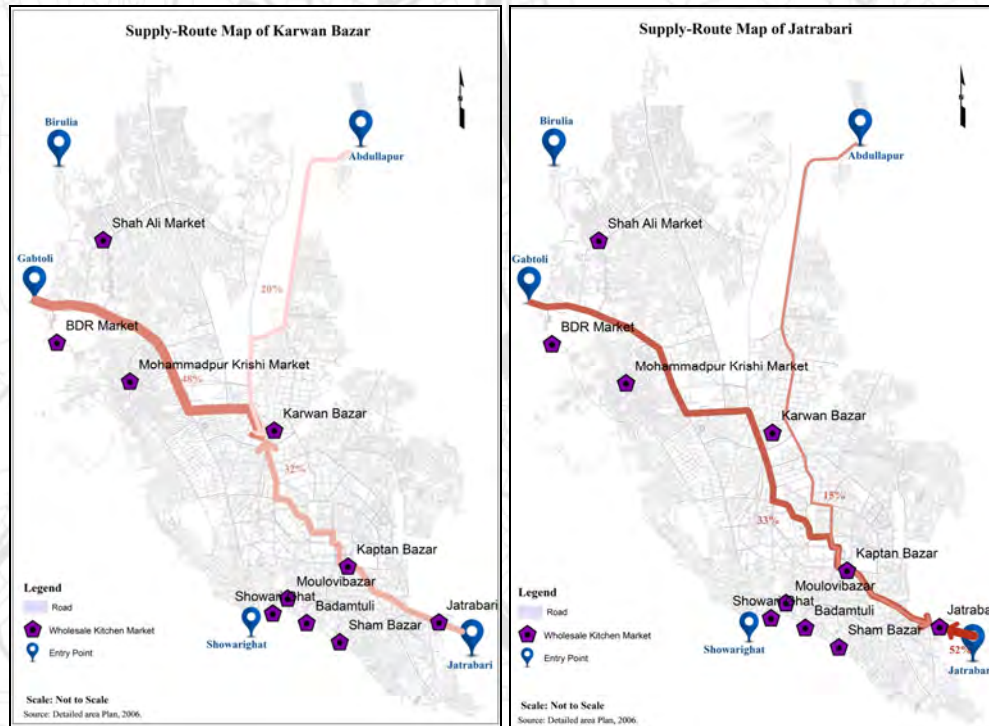 Supply-Route Map of Karwan Bazar
Birulia
Abdullapur
Shah Ali Market
Gabtoli
20%
BDR Market
Mohammadpur Krishi Market
48%
Karwan Bazar
32%
Kaptan Bazar
Legend
Moulovibazar
Road
Showarighat
Badamtuli
Jatrabari
Wholesale Kitchen Market
Sham Bazar
Entry Point
Showarighat
Jatrabari
Scale: Not to Scale
Source: Detailed area Plan, 2006.
Supply-Route Map of Jatrabari
Birulia
Abdullapur
Shah Ali Market
Gabtoli
BDR Market
Mohammadpur Krishi Market
Karwan Bazar
15%
33%
Kaptan Bazar
Legend
Moulovibazar
Road
Showarighat
Badamtuli
Jatrabari
Wholesale Kitchen Market
Sham Bazar
Entry Point
Showarighat
52%
Jatrabari
Scale: Not to Scale
Source: Detailed area Plan, 2006.